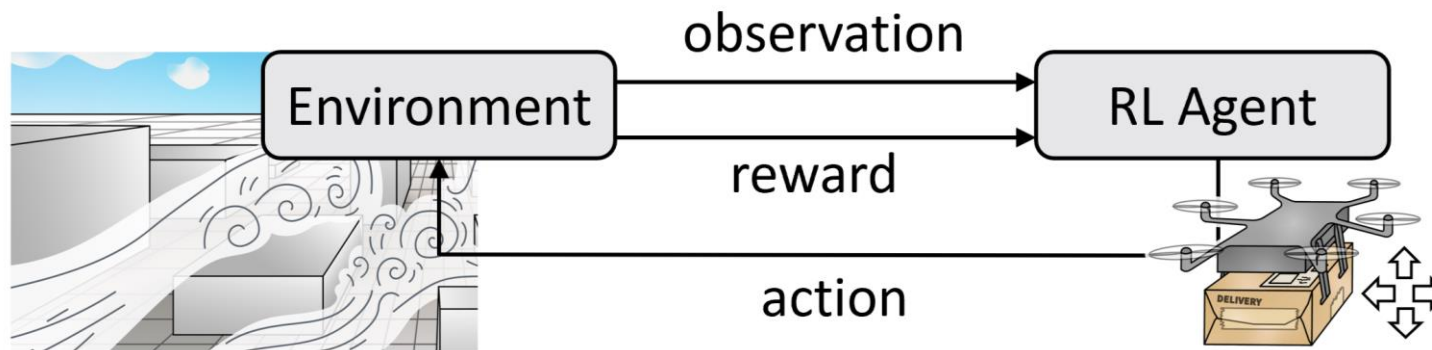 observation
Environment
RL Agent
reward
action
DELIVERY